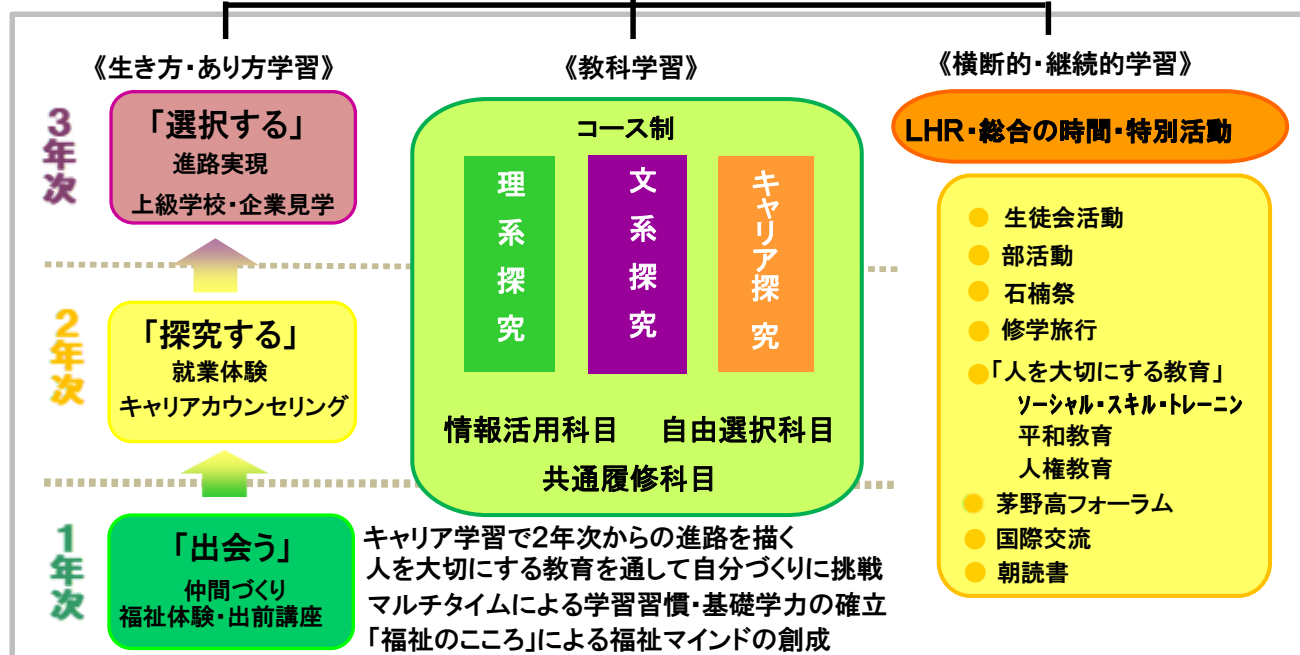 《生き方・あり方学習》
3年次
「選択する」
進路実現
上級学校・企業見学
2年次
「探究する」
就業体験
キャリアカウンセリング
1年次
「出会う」
仲間づくり
福祉体験・出前講座
《教科学習》
コース制
理系探究
文系探究
キャリア探究
情報活用科目 自由選択科目
共通履修科目
キャリア学習で2年次からの進路を描く
人を大切にする教育を通して自分づくりに挑戦
マルチタイムによる学習習慣・基礎学力の確立
「福祉のこころ」による福祉マインドの創成
《横断的・継続的学習》
LHR・総合の時間・特別活動
生徒会活動
部活動
石楠祭
修学旅行
「人を大切にする教育」
ソーシャル・スキル・トレーニン
平和教育
人権教育
茅野高フォーラム
国際交流
朝読書